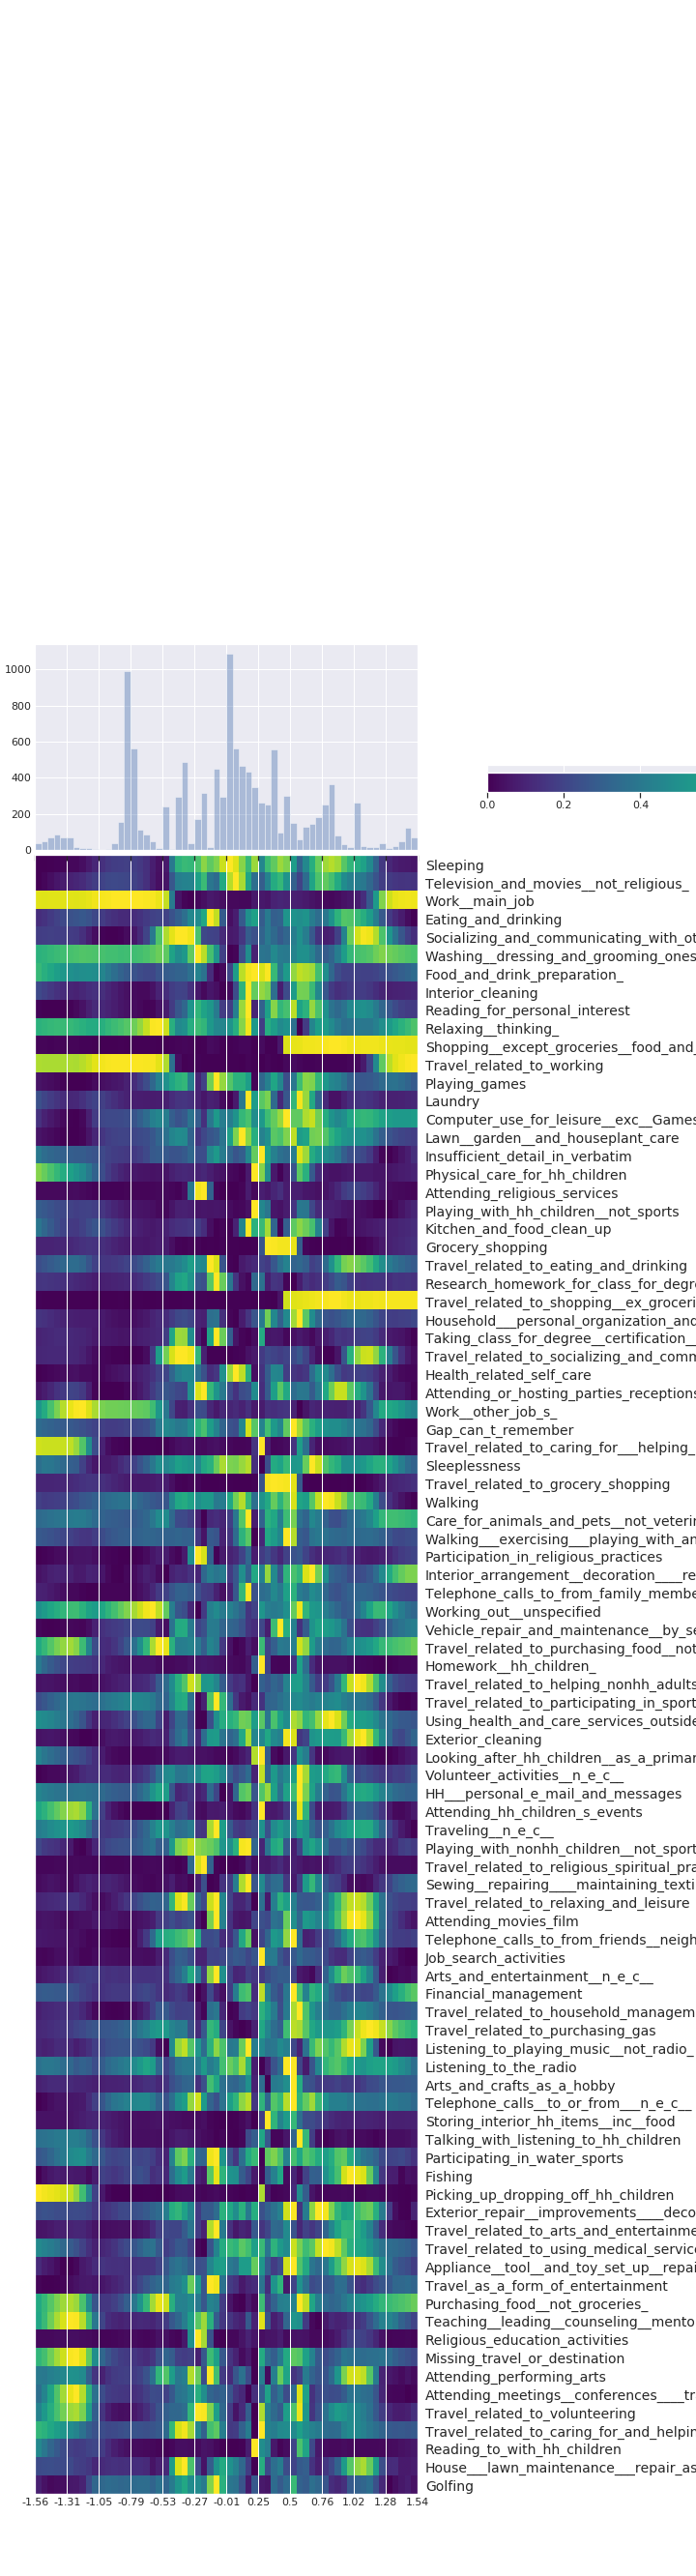 1000
800
600
400
200
0
0.0 0.2 0.4
Sleeping
Television_and_movies__not_religious_
Work__main_job
Eating_and_drinking
Socializing_and_communicating_with_ot
Washing__dressing_and_grooming_ones
Food_and_drink_preparation_
Interior_cleaning
Reading_for_personal_interest
Relaxing__thinking_
Shopping__except_groceries__food_and_
Travel_related_to_working
Playing_games
Laundry
Computer_use_for_leisure__exc__Games
Lawn__garden__and_houseplant_care
Insufficient_detail_in_verbatim
Physical_care_for_hh_children
Attending_religious_services
Playing_with_hh_children__not_sports
Kitchen_and_food_clean_up
Grocery_shopping
Travel_related_to_eating_and_drinking
Research_homework_for_class_for_degre
Travel_related_to_shopping__ex_groceri
Household___personal_organization_and
Taking_class_for_degree__certification__
Travel_related_to_socializing_and_comm
Health_related_self_care
Attending_or_hosting_parties_receptions
Work__other_job_s_
Gap_can_t_remember
Travel_related_to_caring_for___helping_
Sleeplessness
Travel_related_to_grocery_shopping
Walking
Care_for_animals_and_pets__not_veterin
Walking___exercising___playing_with_an
Participation_in_religious_practices
Interior_arrangement__decoration____re
Telephone_calls_to_from_family_membe
Working_out__unspecified
Vehicle_repair_and_maintenance__by_se
Travel_related_to_purchasing_food__not
Homework__hh_children_
Travel_related_to_helping_nonhh_adults
Travel_related_to_participating_in_sport
Using_health_and_care_services_outside
Exterior_cleaning
Looking_after_hh_children__as_a_primar
Volunteer_activities__n_e_c__
HH___personal_e_mail_and_messages
Attending_hh_children_s_events
Traveling__n_e_c__
Playing_with_nonhh_children__not_sport
Travel_related_to_religious_spiritual_pra
Sewing__repairing____maintaining_texti
Travel_related_to_relaxing_and_leisure
Attending_movies_film
Telephone_calls_to_from_friends__neigh
Job_search_activities
Arts_and_entertainment__n_e_c__
Financial_management
Travel_related_to_household_managem
Travel_related_to_purchasing_gas
Listening_to_playing_music__not_radio_
Listening_to_the_radio
Arts_and_crafts_as_a_hobby
Telephone_calls__to_or_from___n_e_c__
Storing_interior_hh_items__inc__food
Talking_with_listening_to_hh_children
Participating_in_water_sports
Fishing
Picking_up_dropping_off_hh_children
Exterior_repair__improvements____deco
Travel_related_to_arts_and_entertainme
Travel_related_to_using_medical_service
Appliance__tool__and_toy_set_up__repai
Travel_as_a_form_of_entertainment
Purchasing_food__not_groceries_
Teaching__leading__counseling__mento
Religious_education_activities
Missing_travel_or_destination
Attending_performing_arts
Attending_meetings__conferences____tr
Travel_related_to_volunteering
Travel_related_to_caring_for_and_helpin
Reading_to_with_hh_children
House___lawn_maintenance___repair_as
Golfing
-1.56 -1.31 -1.05 -0.79 -0.53 -0.27 -0.01 0.25 0.5 0.76 1.02 1.28 1.54